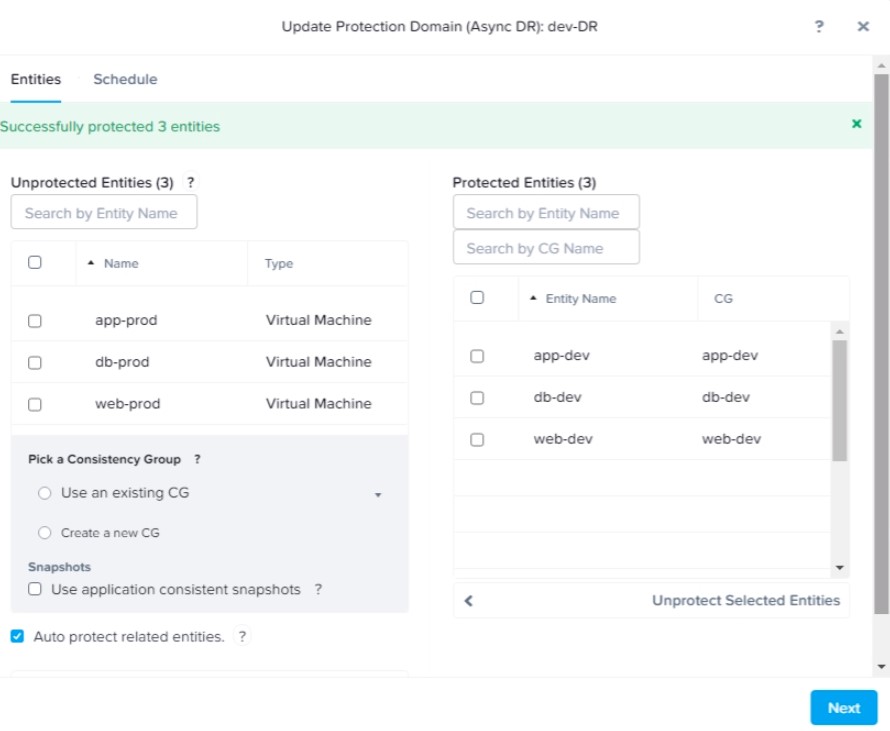 Update Protection Domain (Async DR): dev-DR
?
×
Entities
Schedule
Successfully protected 3 entities
×
Unprotected Entities (3) ?
Search by Entity Name
Name Type
app-prod Virtual Machine
db-prod Virtual Machine
web-prod Virtual Machine
Pick a Consistency Group ?
Use an existing CG
Create a new CG
Snapshots
Use application consistent snapshots ?
Auto protect related entities. ?
Protected Entities (3)
Search by Entity Name
Search by CG Name
Entity Name CG
app-dev app-dev
db-dev db-dev
web-dev web-dev
Unprotect Selected Entities
Next